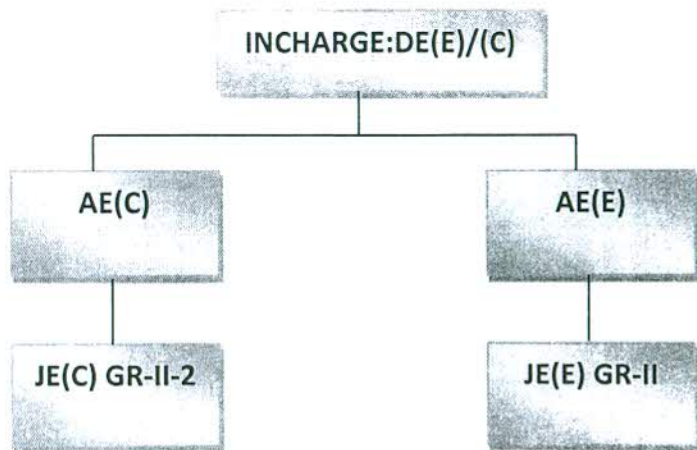 INCHARGE:DE(E)/(C)
AE(C)
AE(E)
JE(C) GR-II-2
JE(E) GR-II